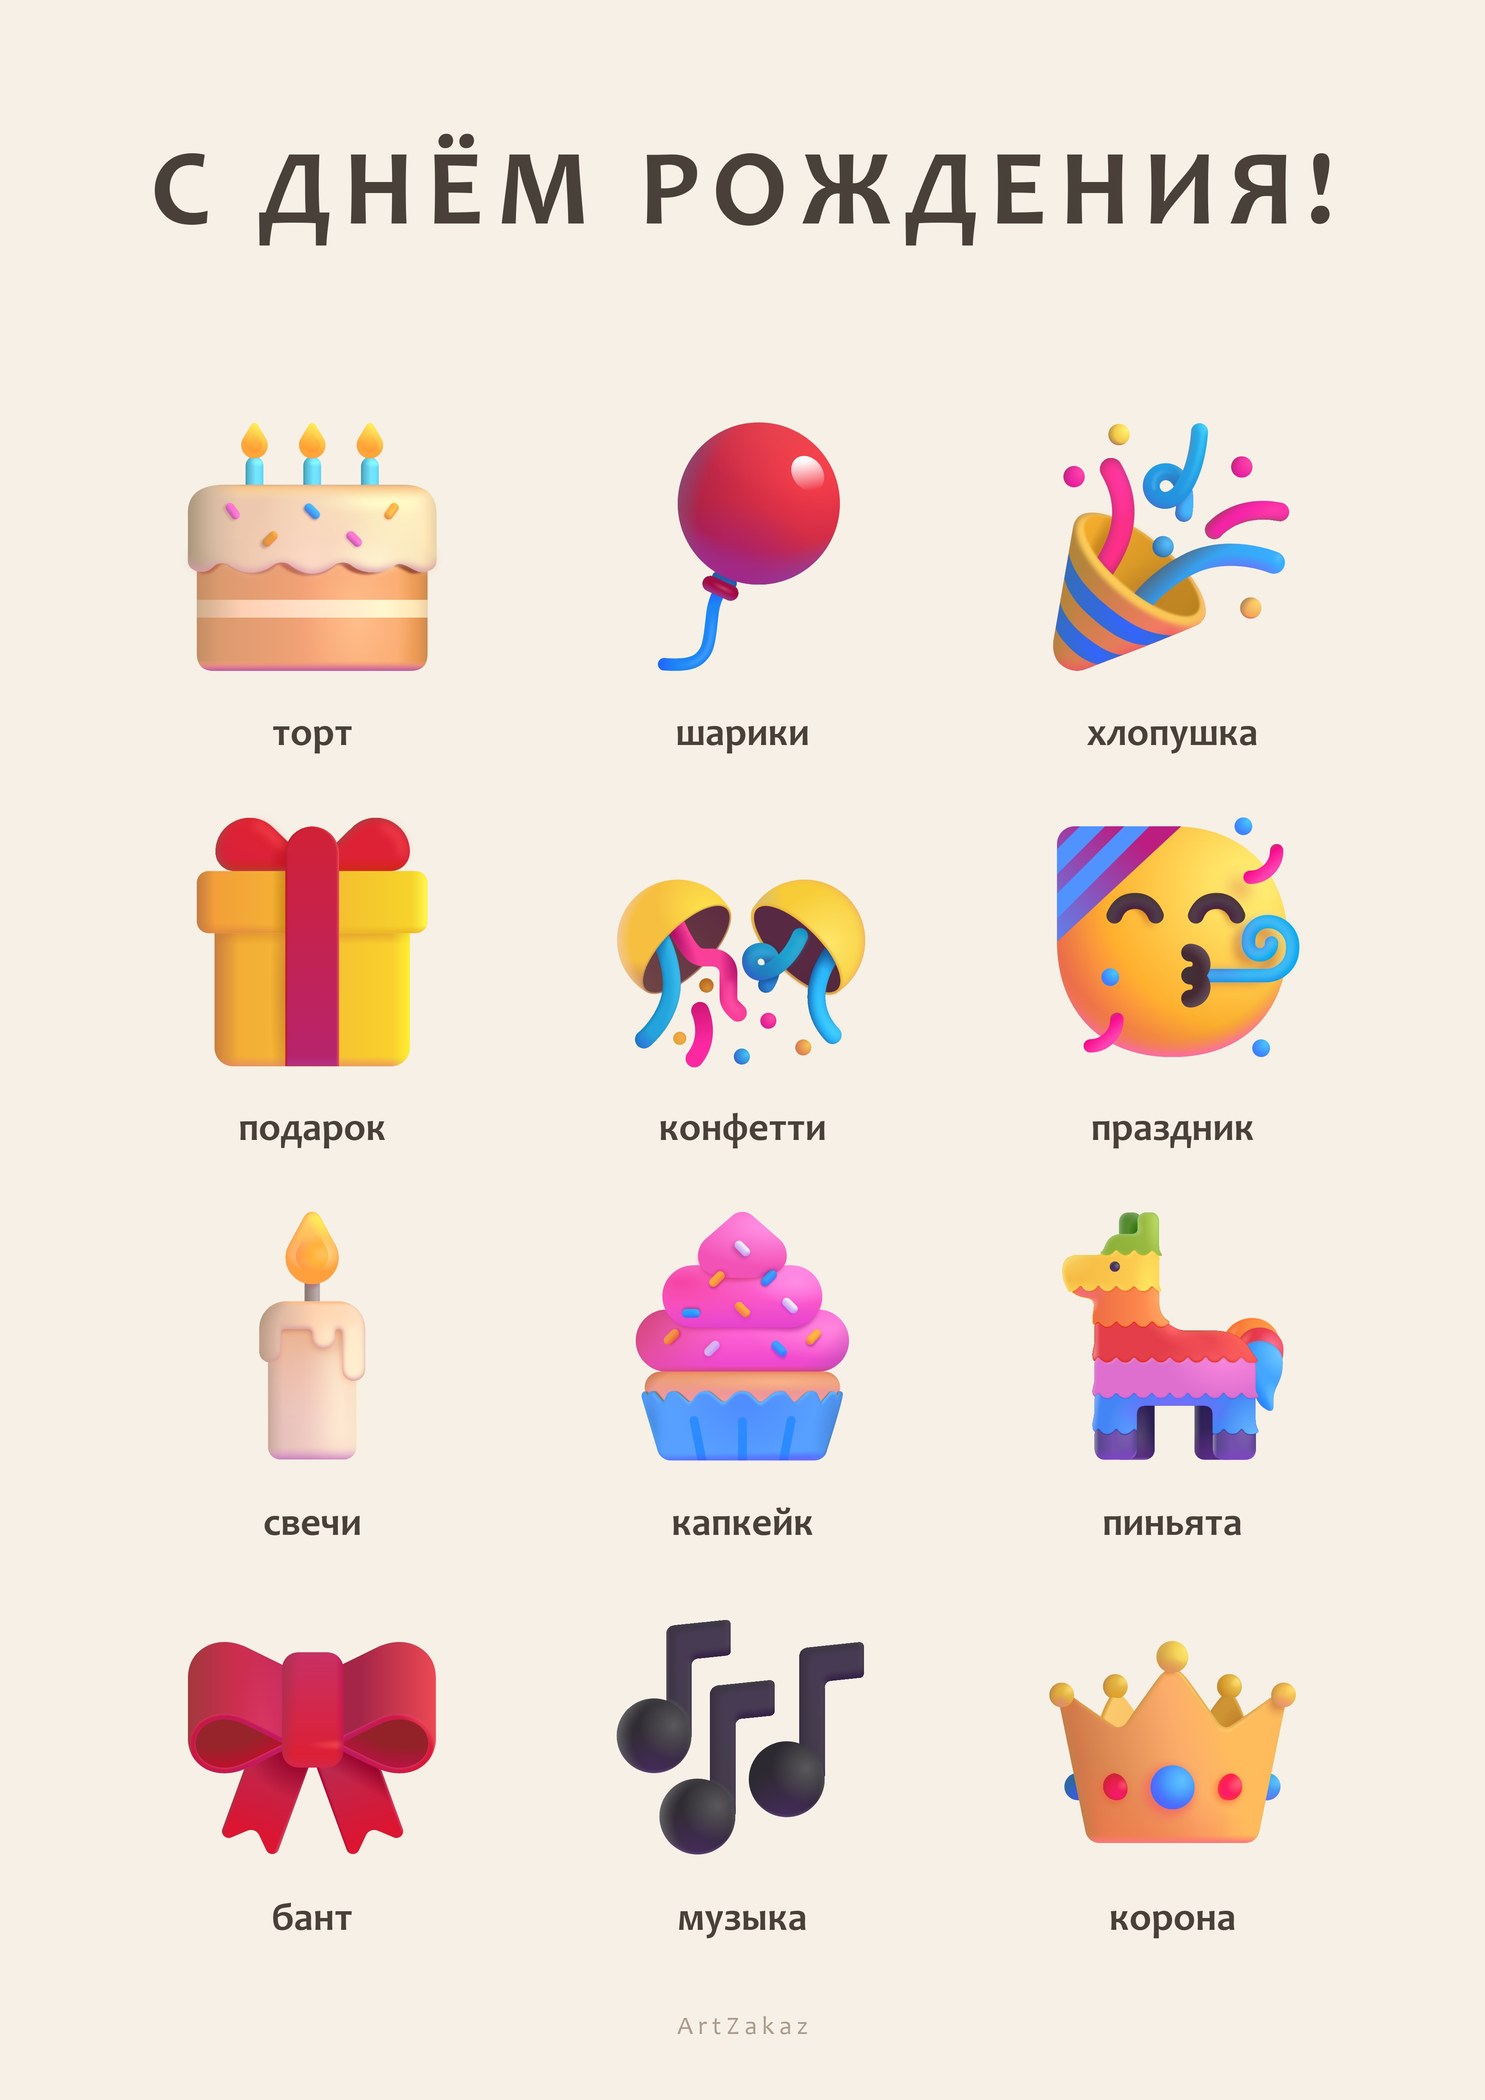 С ДНЁМ РОЖДЕНИЯ!
торт
шарики
хлопушка
подарок
конфетти
праздник
свечи
капкейк
пиньята
бант
музыка
корона
ArtZakaz